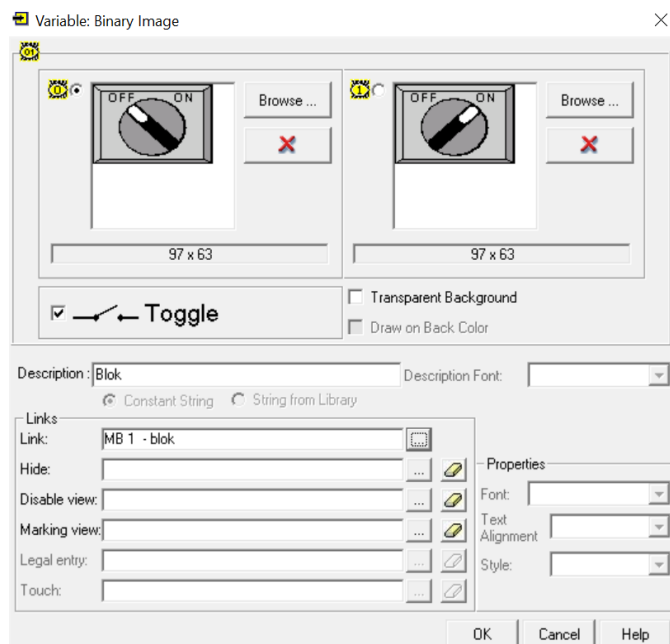 Variable: Binary Image
01
0
OFF ON
Browse ...
1
OFF ON
Browse ...
97 x 63
97 x 63
Toggle
Transparent Background
Draw on Back Color
Description : Blok
Description Font:
Constant String
String from Library
Links
Link: MB 1 - blok
Hide: ...
Disable view: ...
Marking view: ...
Legal entry: ...
Touch: ...
Properties
Font:
Text Alignment
Style:
OK Cancel Help